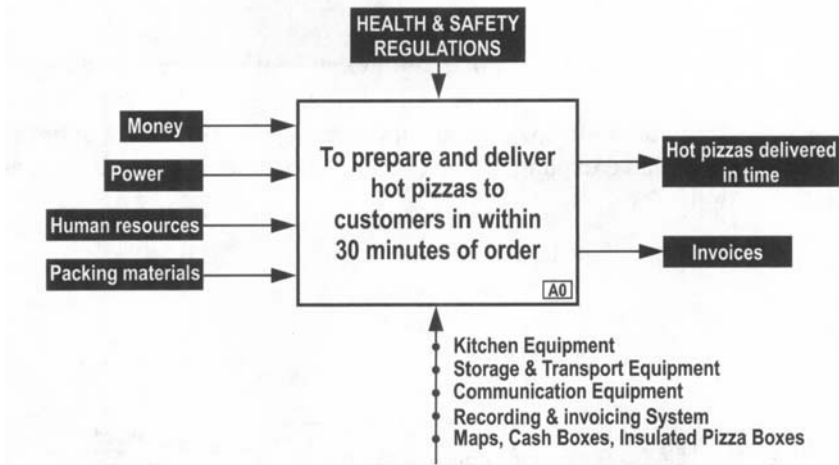 HEALTH & SAFETY
REGULATIONS
Money
Power
Human resources
Packing materials
To prepare and deliver
hot pizzas to
customers in within
30 minutes of order
A0
Hot pizzas delivered
in time
Invoices
Kitchen Equipment
Storage & Transport Equipment
Communication Equipment
Recording & invoicing System
Maps, Cash Boxes, Insulated Pizza Boxes